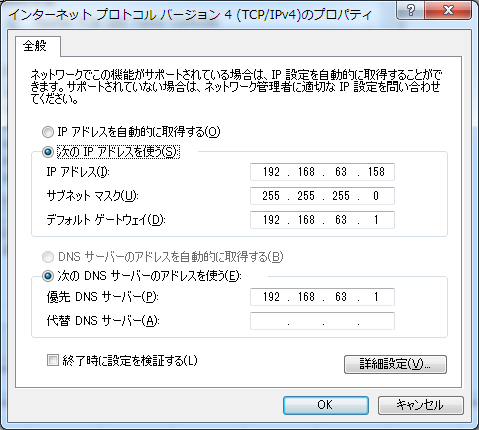 インターネット プロトコル バージョン 4 (TCP/IPv4)のプロパティ
全般
ネットワークでこの機能がサポートされている場合は、IP 設定を自動的に取得することがで
きます。サポートされていない場合は、ネットワーク管理者に適切な IP 設定を問い合わせ
てください。
IP アドレスを自動的に取得する(O)
次の IP アドレスを使う(S)
IP アドレス(I):
192 . 168 . 63 . 158
サブネット マスク(U):
255 . 255 . 255 . 0
デフォルト ゲートウェイ(D):
192 . 168 . 63 . 1
DNS サーバーのアドレスを自動的に取得する(B)
次の DNS サーバーのアドレスを使う(E):
優先 DNS サーバー(P):
192 . 168 . 63 . 1
代替 DNS サーバー(A):
. . .
終了時に設定を検証する(L)
詳細設定(V)...
OK
キャンセル